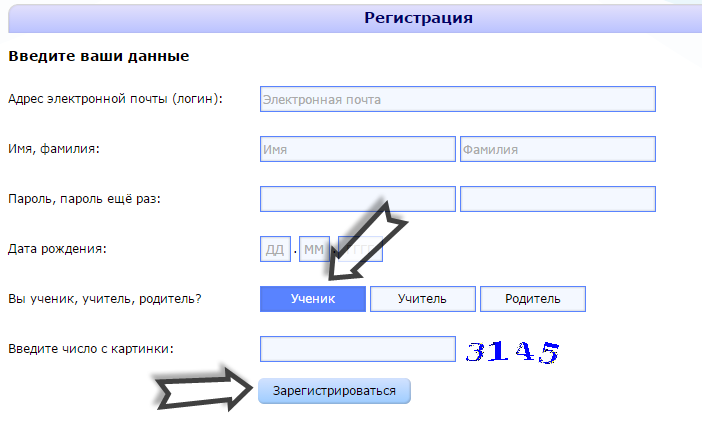 Регистрация
Введите ваши данные
Адрес электронной почты (логин): Электронная почта
Имя, фамилия: Имя Фамилия
Пароль, пароль ещё раз:
Дата рождения: ДД . ММ .
Вы ученик, учитель, родитель? Ученик Учитель Родитель
Введите число с картинки: 3145
Зарегистрироваться